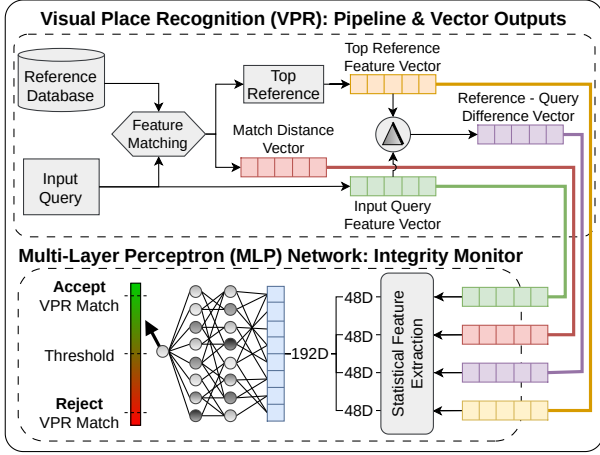 Visual Place Recognition (VPR): Pipeline & Vector Outputs
Reference
Database
Input
Query
Feature
Matching
Top
Reference
Match Distance
Vector
Top Reference
Feature Vector
Δ
Input Query
Feature Vector
Reference - Query
Difference Vector
Multi-Layer Perceptron (MLP) Network: Integrity Monitor
Accept
VPR Match
Threshold
Reject
VPR Match
192D
48D
48D
48D
48D
Statistical Feature
Extraction